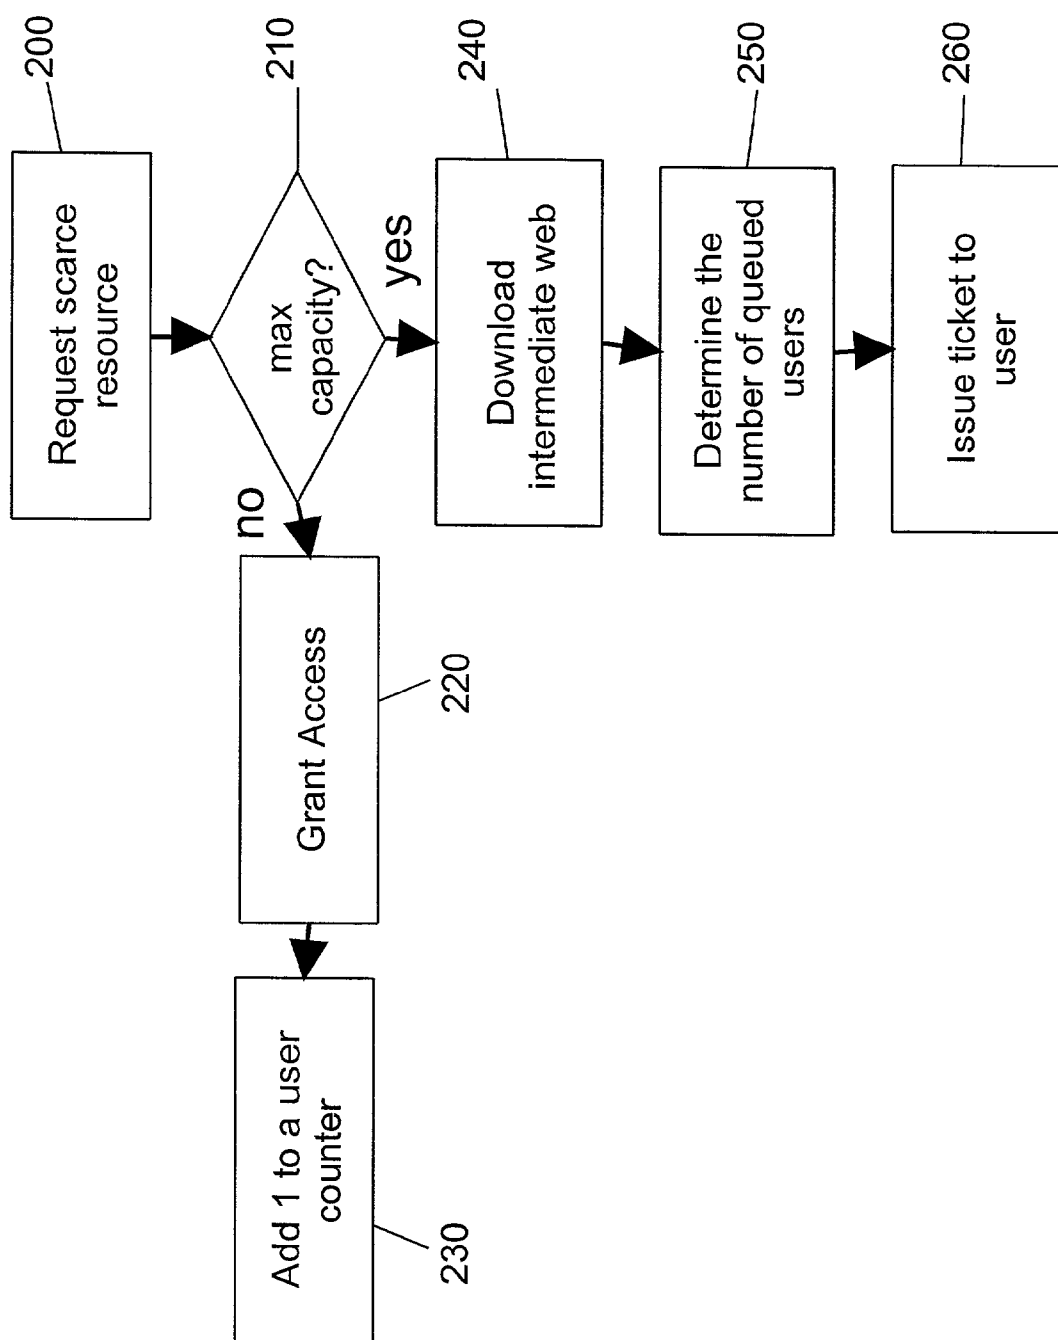 200
Request scarce
resource
210
max
capacity?
no
yes
Grant Access
220
Add 1 to a user
counter
230
240
Download
intermediate web
250
Determine the
number of queued
users
260
Issue ticket to
user